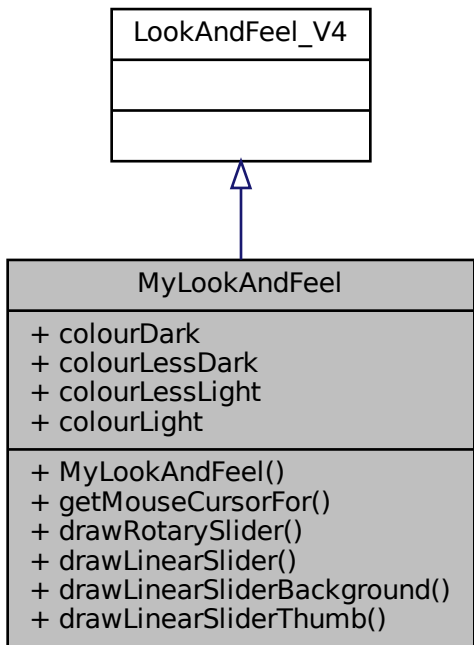 LookAndFeel_V4
MyLookAndFeel
+ colourDark
+ colourLessDark
+ colourLessLight
+ colourLight
+ MyLookAndFeel()
+ getMouseCursorFor()
+ drawRotarySlider()
+ drawLinearSlider()
+ drawLinearSliderBackground()
+ drawLinearSliderThumb()